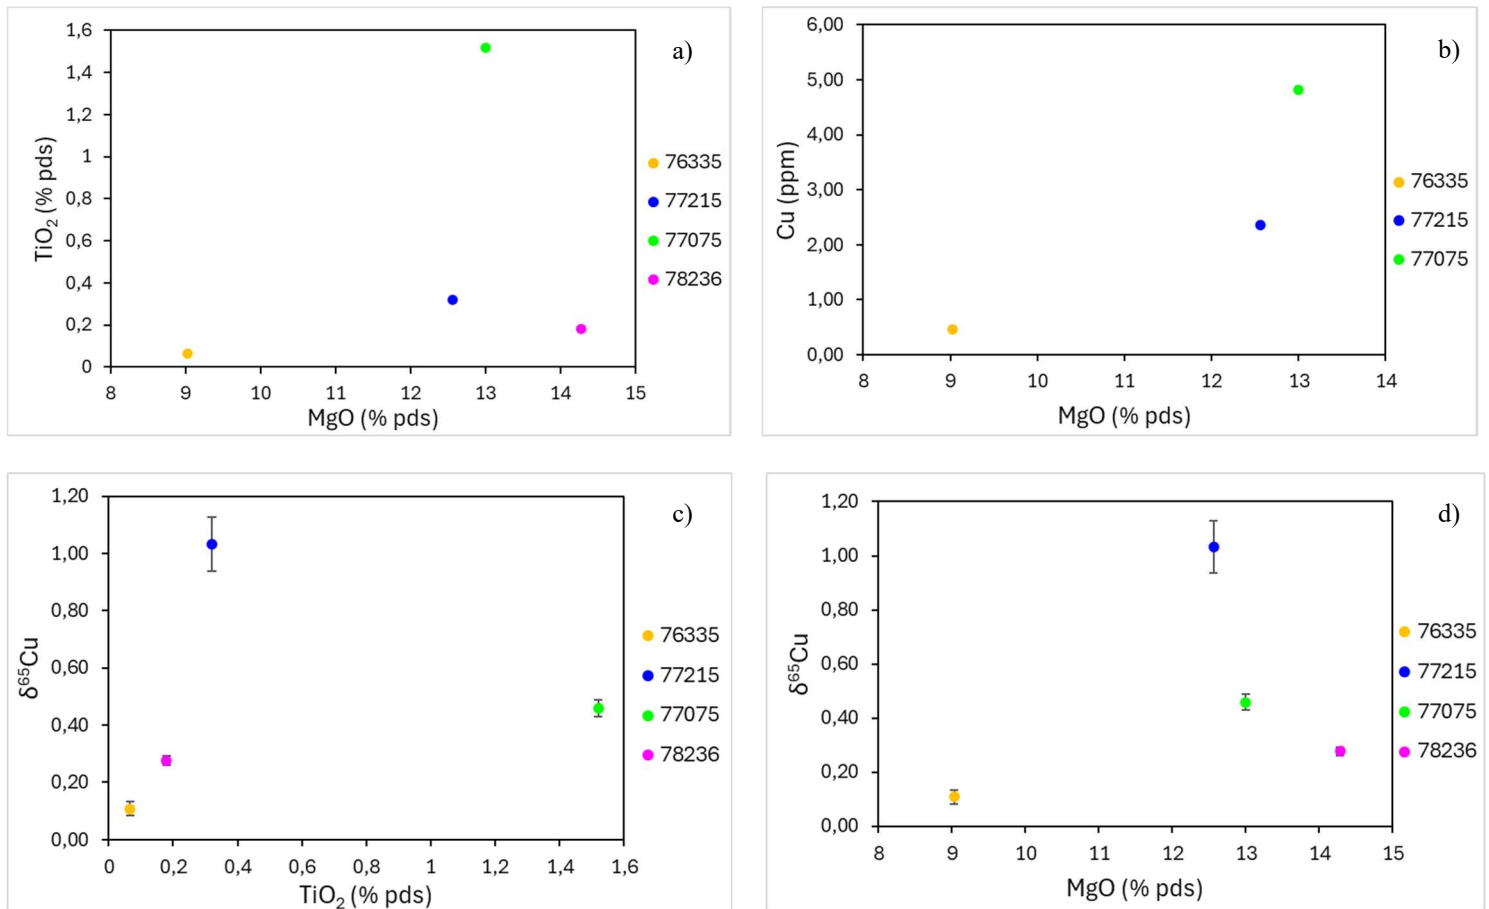 a)
1,6
1,4
1,2
1
0,8
0,6
0,4
0,2
0
TiO₂ (% pds)
8 9 10 11 12 13 14 15
MgO (% pds)
76335
77215
77075
78236
b)
6,00
5,00
4,00
3,00
2,00
1,00
0,00
Cu (ppm)
8 9 10 11 12 13 14
MgO (% pds)
76335
77215
77075
c)
1,20
1,00
0,80
0,60
0,40
0,20
0,00
δ⁶⁵Cu
0 0,2 0,4 0,6 0,8 1 1,2 1,4 1,6
TiO₂ (% pds)
76335
77215
77075
78236
d)
1,20
1,00
0,80
0,60
0,40
0,20
0,00
δ⁶⁵Cu
8 9 10 11 12 13 14 15
MgO (% pds)
76335
77215
77075
78236